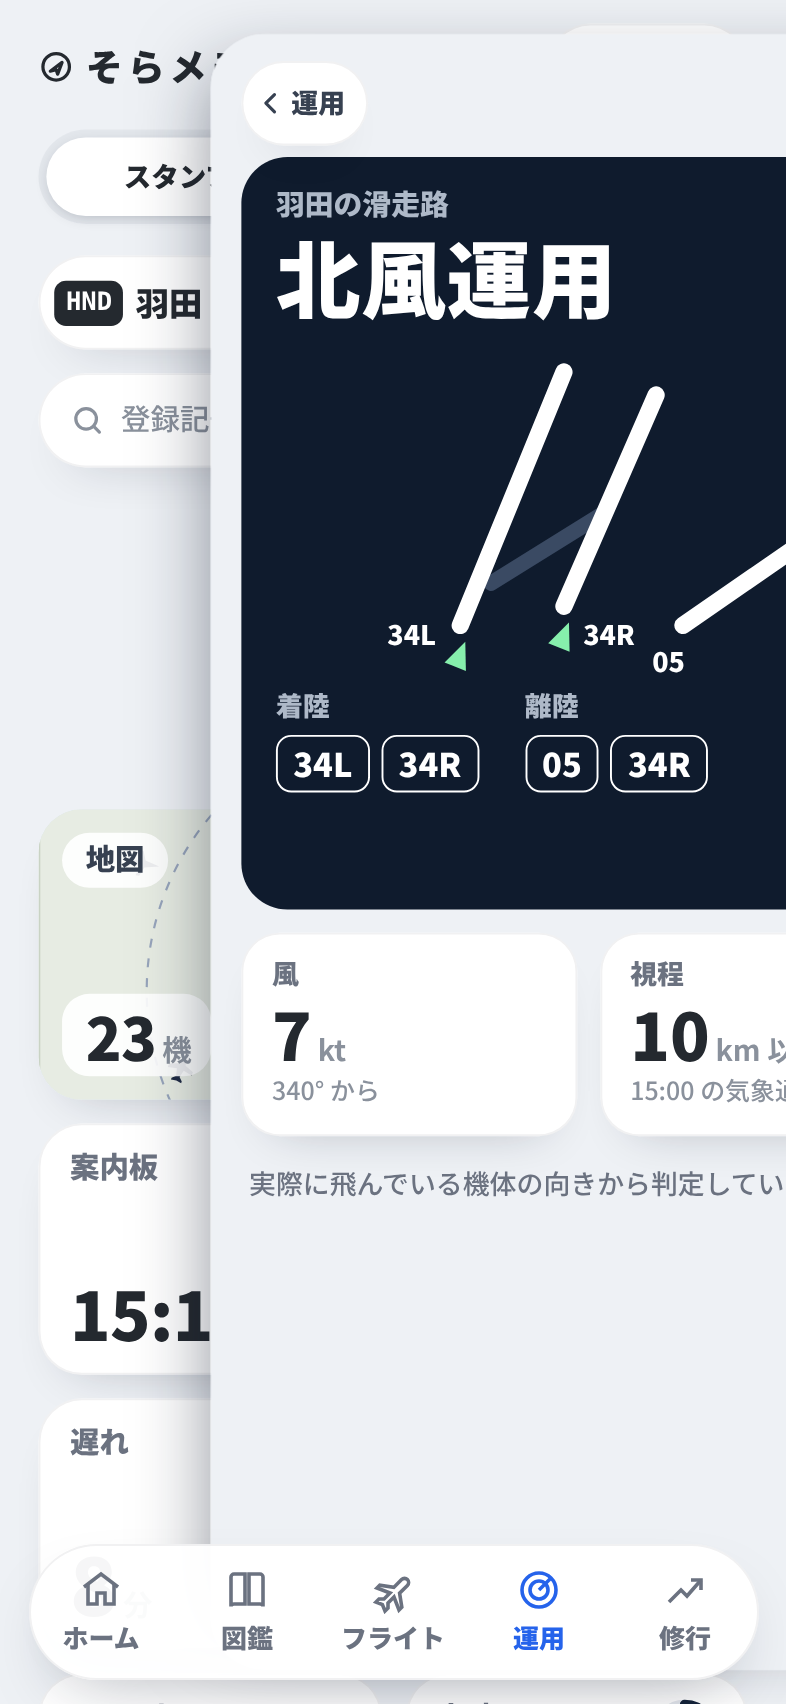 そらメ
スタン
HND 羽田
登録記
地図
23 機
案内板
15:1
遅れ
運用
羽田の滑走路
北風運用
34L
34R
05
着陸
離陸
34L 34R
05 34R
風
7 kt
340° から
視程
10 km 以
15:00 の気象通
実際に飛んでいる機体の向きから判定してい
8 分
ホーム
図鑑
フライト
運用
修行